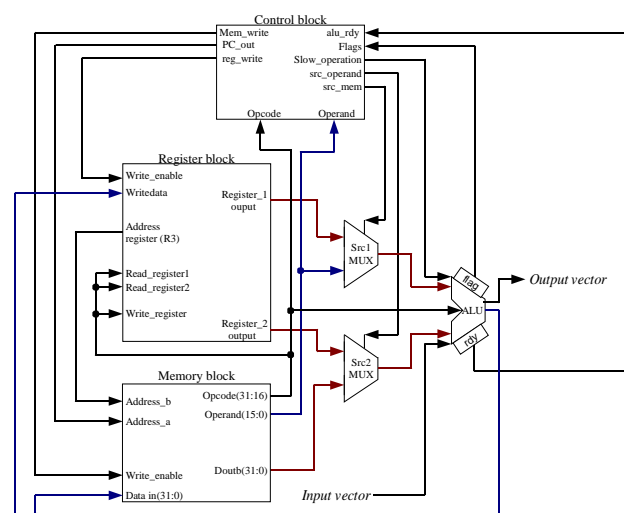 Control block
Mem_write
alu_rdy
PC_out
Flags
reg_write
Slow_operation
src_operand
src_mem
Opcode
Operand
Register block
Write_enable
Register_1
ouput
Writedata
Address
register (R3)
Src1
MUX
Read_register1
Read_register2
Write_register
Register_2
output
flag
Output vector
ALU
rdy
Src2
MUX
Memory block
Address_b
Opcode(31:16)
Address_a
Operand(15:0)
Write_enable
Doutb(31:0)
Data in(31:0)
Input vector